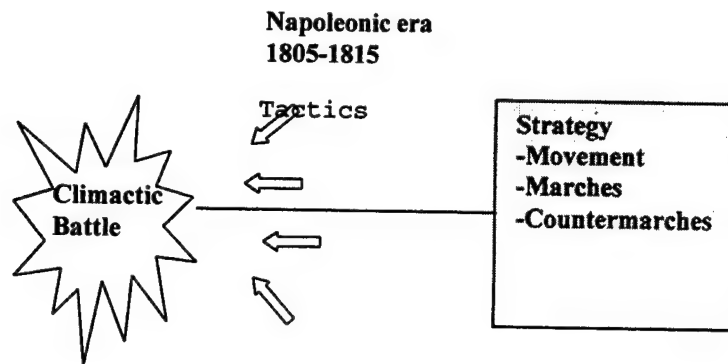 Napoleonic era
1805-1815
Tactics
Climactic
Battle
Strategy
-Movement
-Marches
-Countermarches